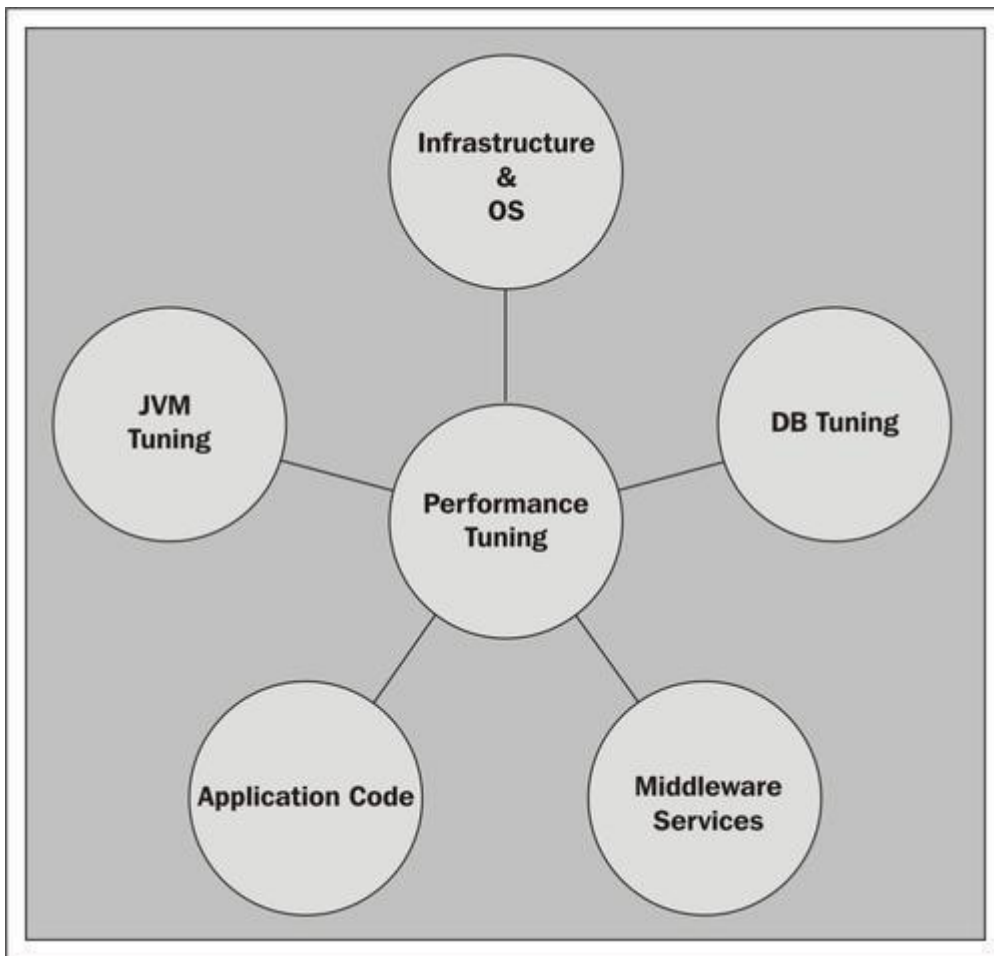 Infrastructure
&
OS
JVM
Tuning
DB Tuning
Performance
Tuning
Application Code
Middleware
Services